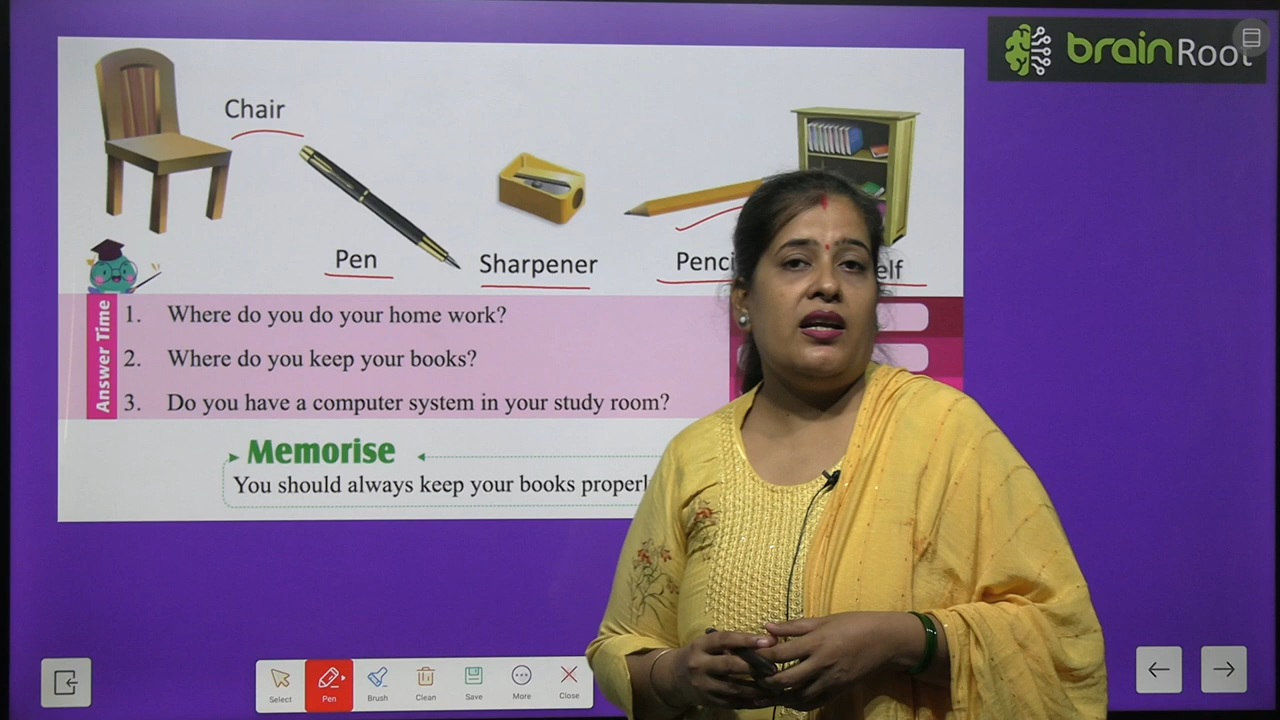 brainRoot
Chair
Pen
Sharpener
Answer Time
1. Where do you do your home work?
2. Where do you keep your books?
3. Do you have a computer system in your study room?
Memorise
You should always keep your books
Select
Pen
Brush
Clean
Save
More
Close